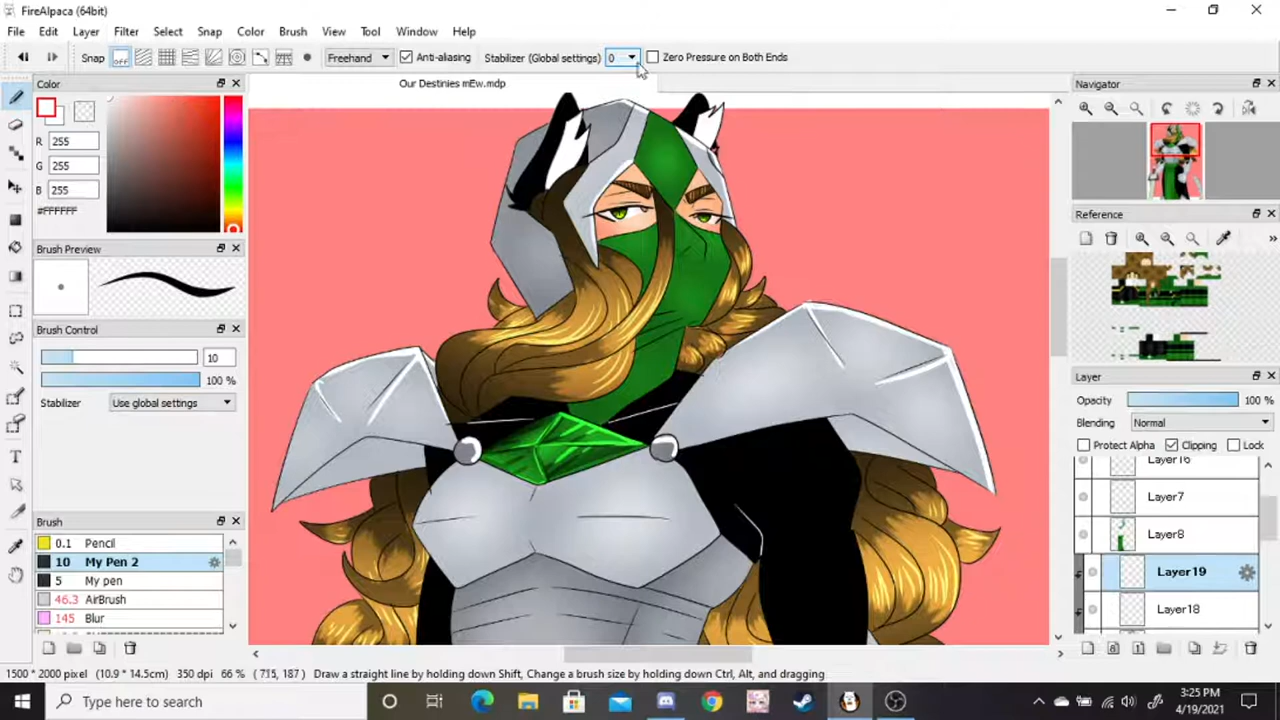 FireAlpaca (64bit)
File Edit Layer Filter Select Snap Color Brush View Tool Window Help
Snap off Freehand Anti-aliasing Stabilizer (Global settings) 0 Zero Pressure on Both Ends
Color
Our Destinies mEw.mdp
Navigator
R 255
G 255
B 255
#FFFFFF
Reference
Brush Preview
Brush Control
10
100 %
Stabilizer Use global settings
Layer
Opacity 100 %
Blending Normal
Protect Alpha Clipping Lock
Layer16
Layer7
Layer8
Layer19
Layer18
Brush
0.1 Pencil
10 My Pen 2
5 My pen
46.3 AirBrush
145 Blur
1500 * 2000 pixel (10.9 * 14.5cm) 350 dpi 66 % ( 715, 187 ) Draw a straight line by holding down Shift, Change a brush size by holding down Ctrl, Alt, and dragging
Type here to search
3:25 PM
4/19/2021